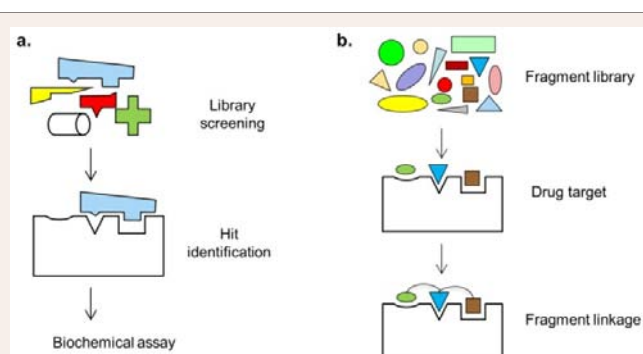 a.
Library
screening
Hit
identification
Biochemical assay
b.
Fragment library
Drug target
Fragment linkage